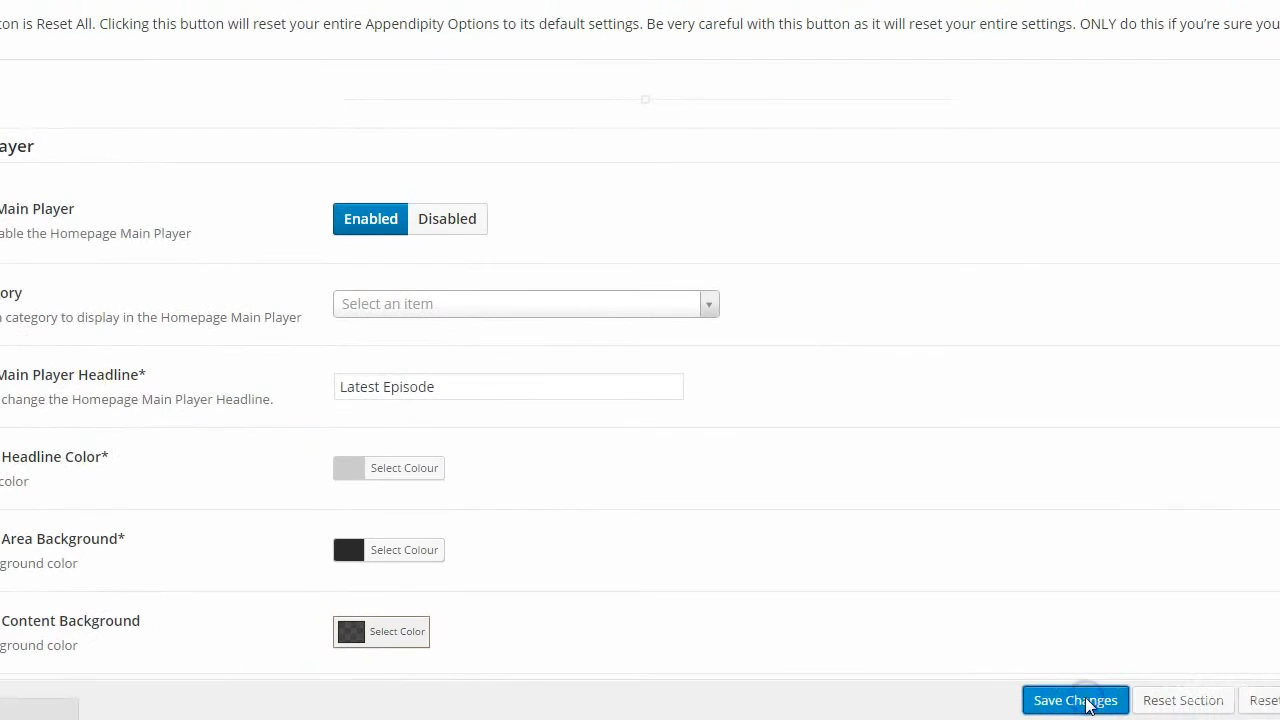 ton is Reset All. Clicking this button will reset your entire Appendipity Options to its default settings. Be very careful with this button as it will reset your entire settings. ONLY do this if you're sure you
ayer
Main Player
able the Homepage Main Player
Enabled Disabled
ory
a category to display in the Homepage Main Player
Select an item
Main Player Headline*
change the Homepage Main Player Headline.
Latest Episode
Headline Color*
color
Select Colour
Area Background*
ground color
Select Colour
Content Background
ground color
Select Color
Save Changes Reset Section Reset